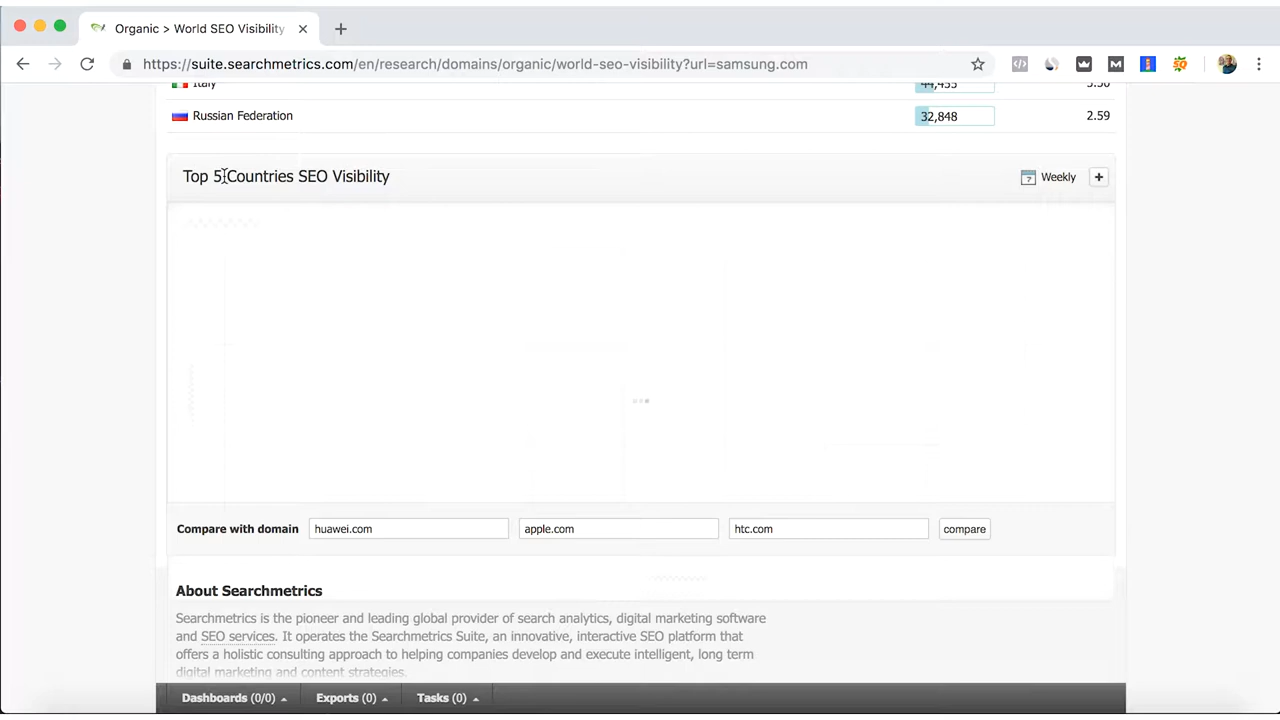 Organic > World SEO Visibility
https://suite.searchmetrics.com/en/research/domains/organic/world-seo-visibility?url=samsung.com
Italy 44,455 3.50
Russian Federation 32,848 2.59
Top 5 Countries SEO Visibility
Weekly
Compare with domain huawei.com apple.com htc.com compare
About Searchmetrics
Searchmetrics is the pioneer and leading global provider of search analytics, digital marketing software
and SEO services. It operates the Searchmetrics Suite, an innovative, interactive SEO platform that
offers a holistic consulting approach to helping companies develop and execute intelligent, long term
digital marketing and content strategies.
Dashboards (0/0) Exports (0) Tasks (0)